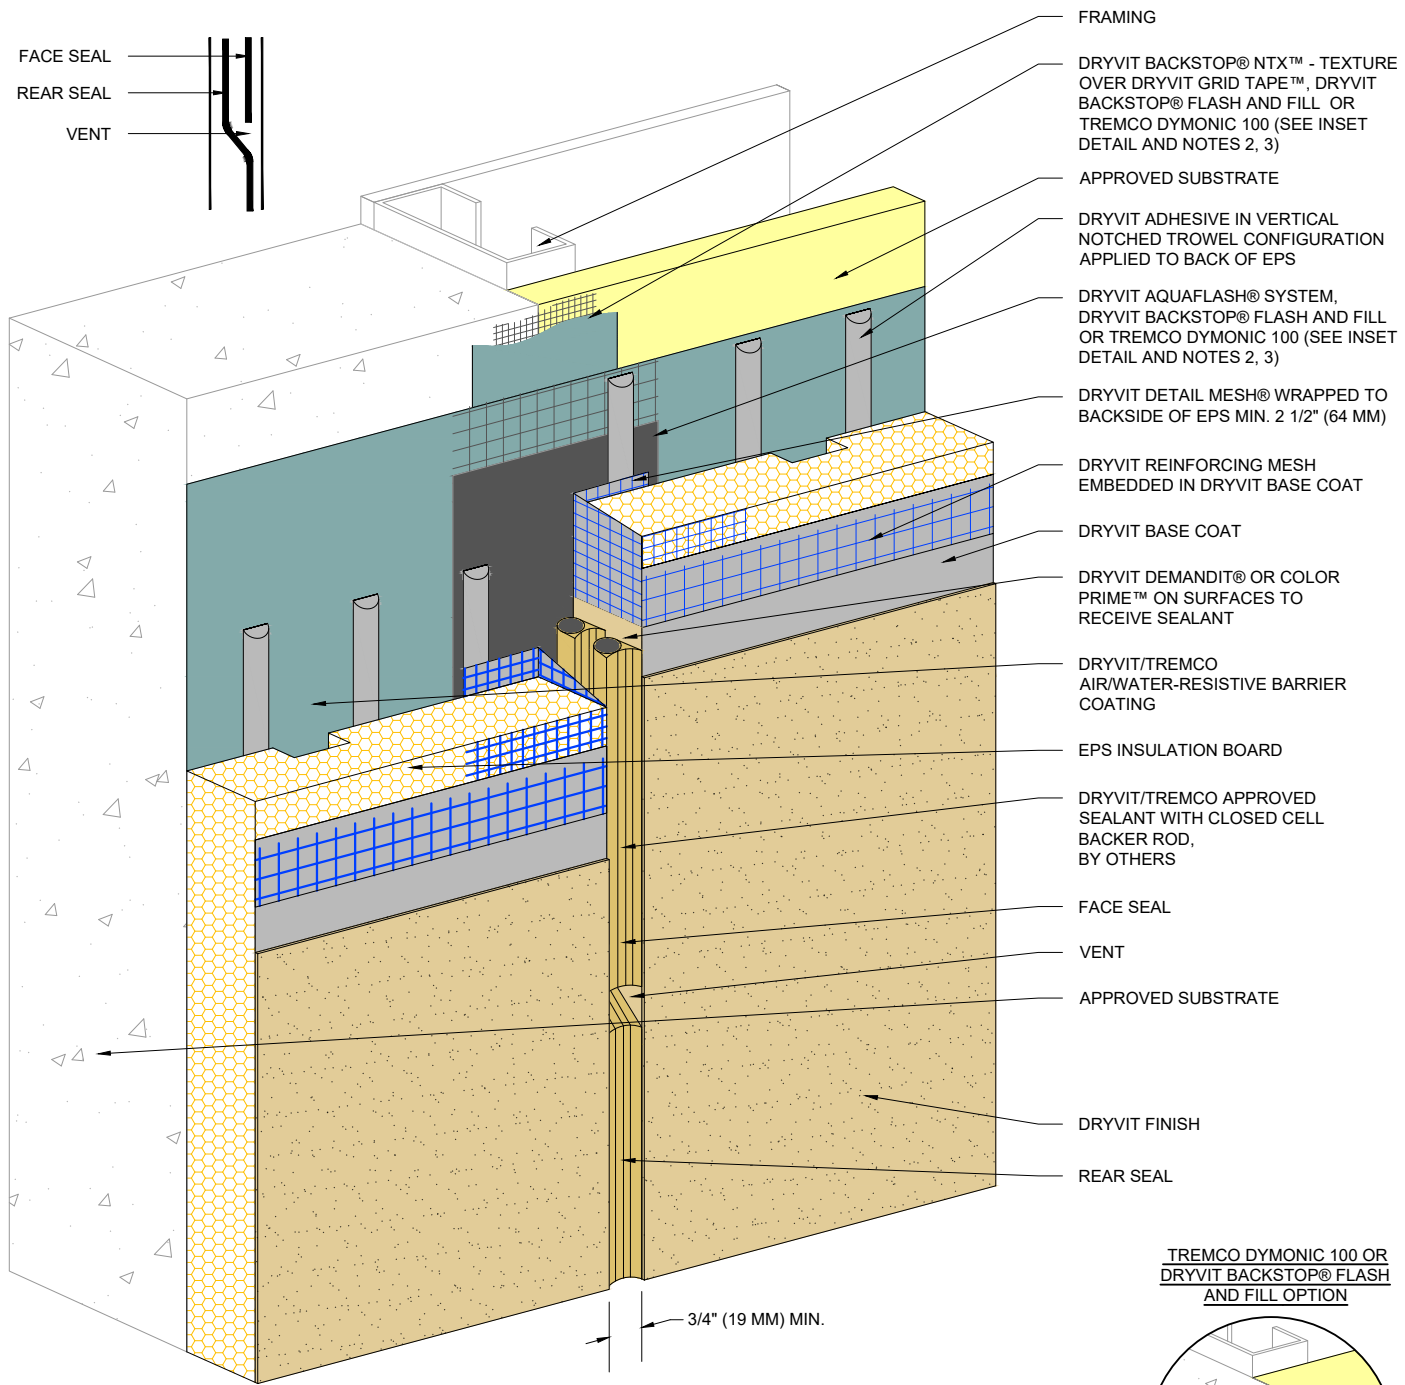 FACE SEAL
REAR SEAL
VENT
FRAMING
DRYVIT BACKSTOP® NTX™ - TEXTURE
OVER DRYVIT GRID TAPE™, DRYVIT
BACKSTOP® FLASH AND FILL OR
TREMCO DYMONIC 100 (SEE INSET
DETAIL AND NOTES 2, 3)
APPROVED SUBSTRATE
DRYVIT ADHESIVE IN VERTICAL
NOTCHED TROWEL CONFIGURATION
APPLIED TO BACK OF EPS
DRYVIT AQUAFLASH® SYSTEM,
DRYVIT BACKSTOP® FLASH AND FILL
OR TREMCO DYMONIC 100 (SEE INSET
DETAIL AND NOTES 2, 3)
DRYVIT DETAIL MESH® WRAPPED TO
BACKSIDE OF EPS MIN. 2 1/2" (64 MM)
DRYVIT REINFORCING MESH
EMBEDDED IN DRYVIT BASE COAT
DRYVIT BASE COAT
DRYVIT DEMANDIT® OR COLOR
PRIME™ ON SURFACES TO
RECEIVE SEALANT
DRYVIT/TREMCO
AIR/WATER-RESISTIVE BARRIER
COATING
EPS INSULATION BOARD
DRYVIT/TREMCO APPROVED
SEALANT WITH CLOSED CELL
BACKER ROD,
BY OTHERS
FACE SEAL
VENT
APPROVED SUBSTRATE
DRYVIT FINISH
REAR SEAL
TREMCO DYMONIC 100 OR
DRYVIT BACKSTOP® FLASH
AND FILL OPTION
3/4" (19 MM) MIN.